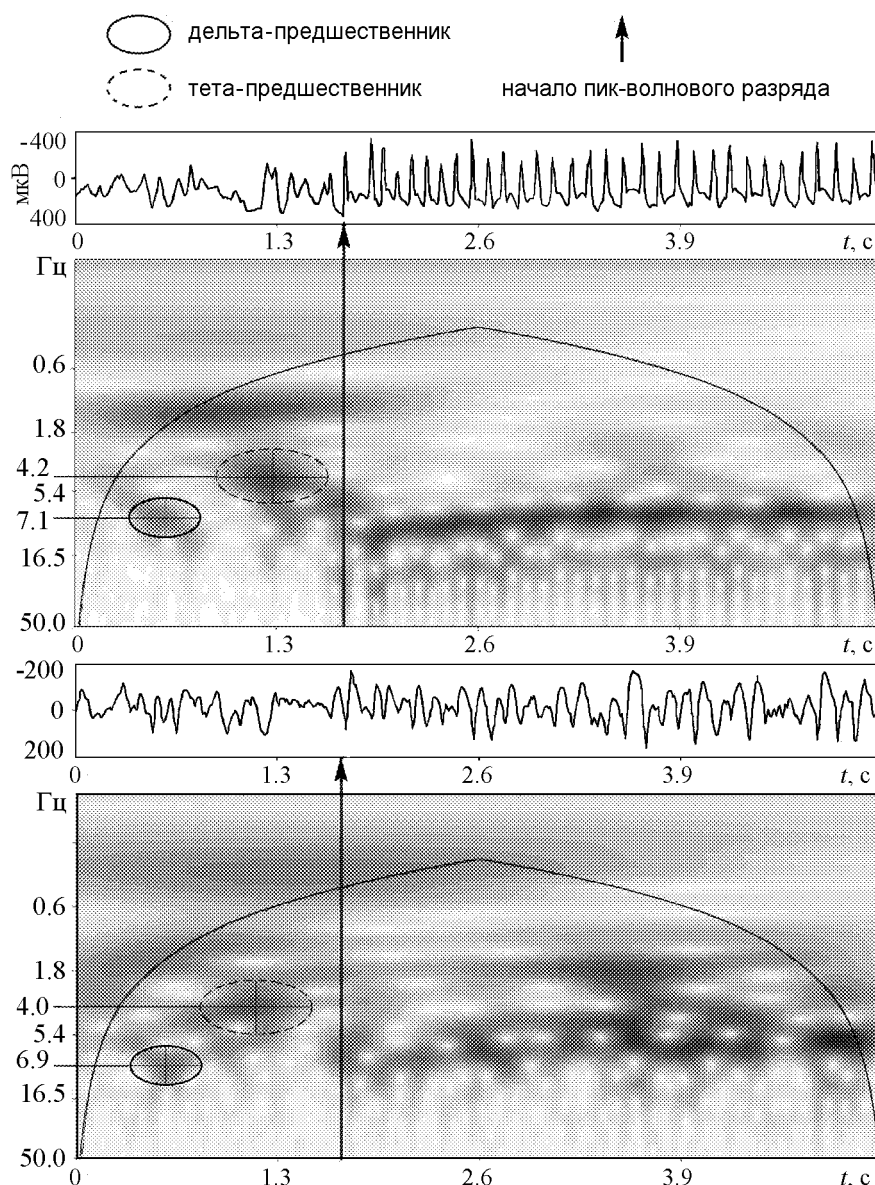 дельта-предшественник
тета-предшественник
начало пик-волнового разряда
-400
0
400
мкВ
0 1.3 2.6 3.9 t, с
Гц
0.6
1.8
4.2
5.4
7.1
16.5
50.0
0 1.3 2.6 3.9 t, с
-200
0
200
0 1.3 2.6 3.9 t, с
Гц
0.6
1.8
4.0
5.4
6.9
16.5
50.0
0 1.3 2.6 3.9 t, с